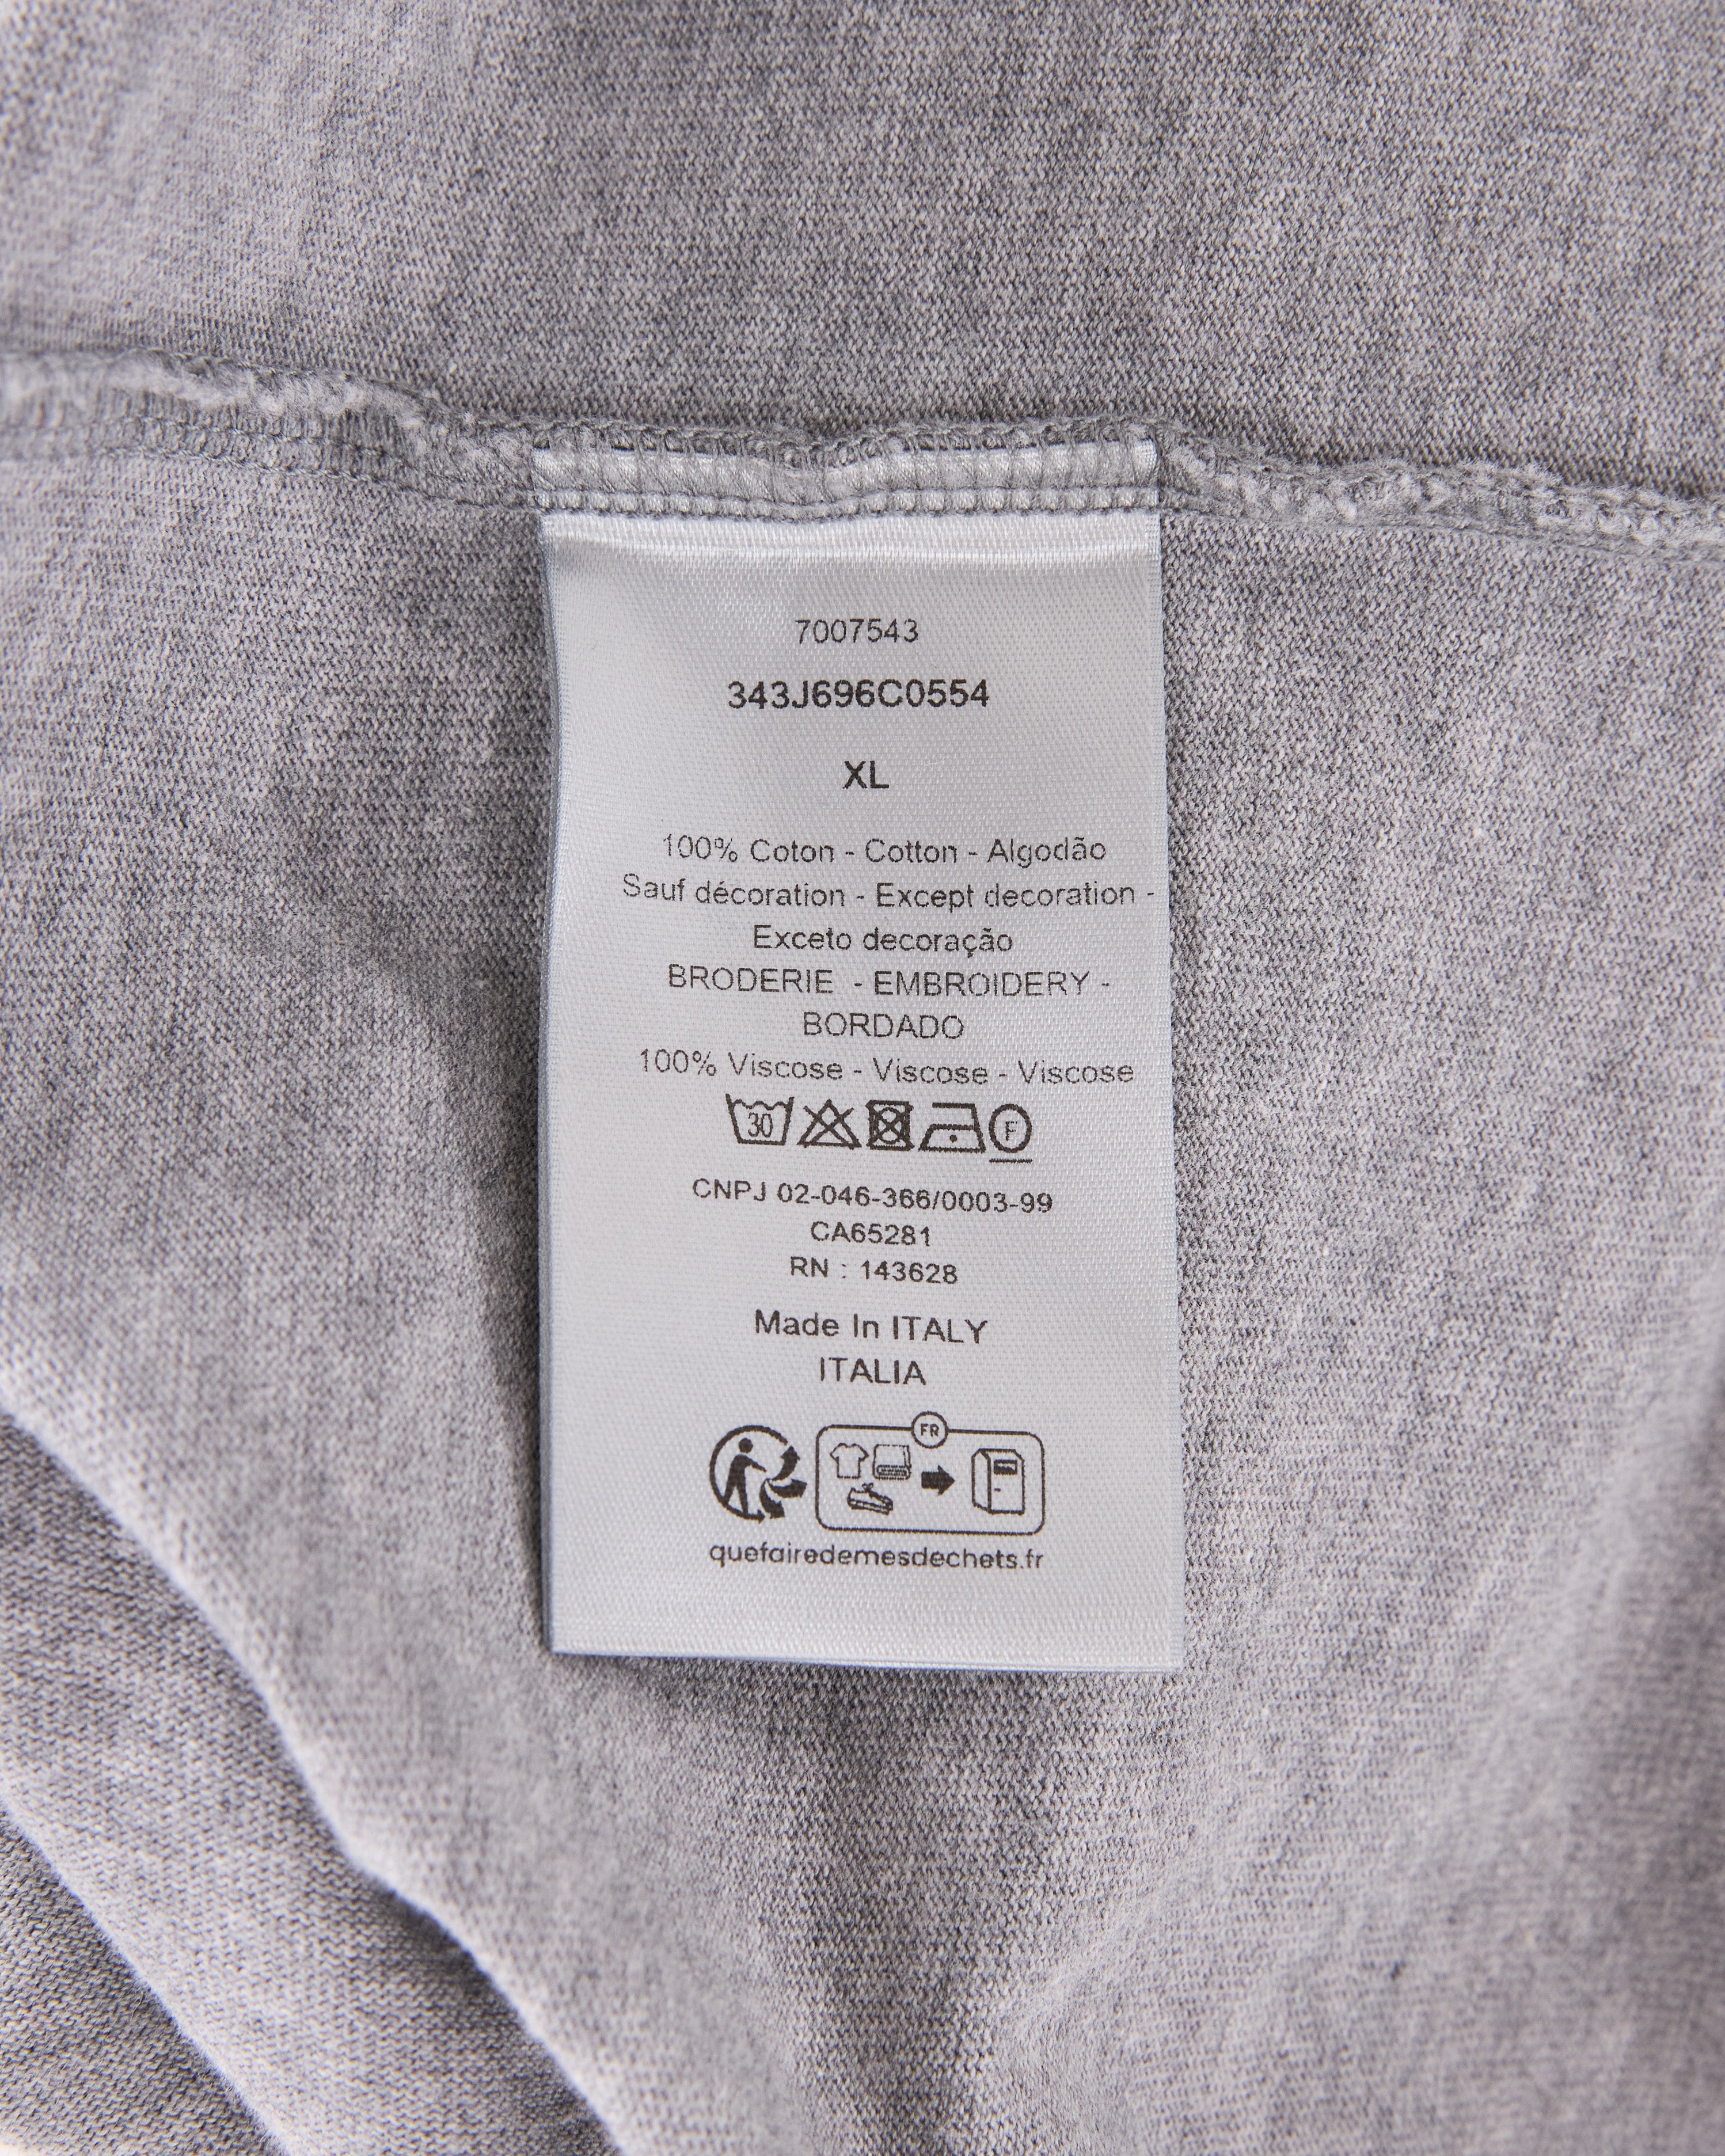 7007543
343J696C0554
XL
100% Coton - Cotton - Algodão
Sauf décoration - Except decoration -
Exceto decoração
BRODERIE - EMBROIDERY -
BORDADO
100% Viscose - Viscose - Viscose
30 F
CNPJ 02-046-366/0003-99
CA65281
RN : 143628
Made In ITALY
ITALIA
FR
quefairedemesdechets.fr